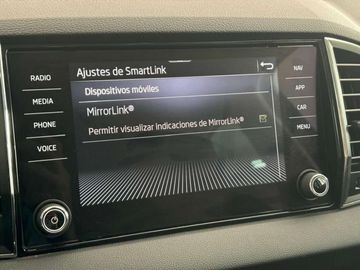 Ajustes de SmartLink
RADIO
MEDIA
PHONE
VOICE
Dispositivos móviles
MirrorLink®
Permitir visualizar indicaciones de MirrorLink®
NAV
APP
CAR
MENU